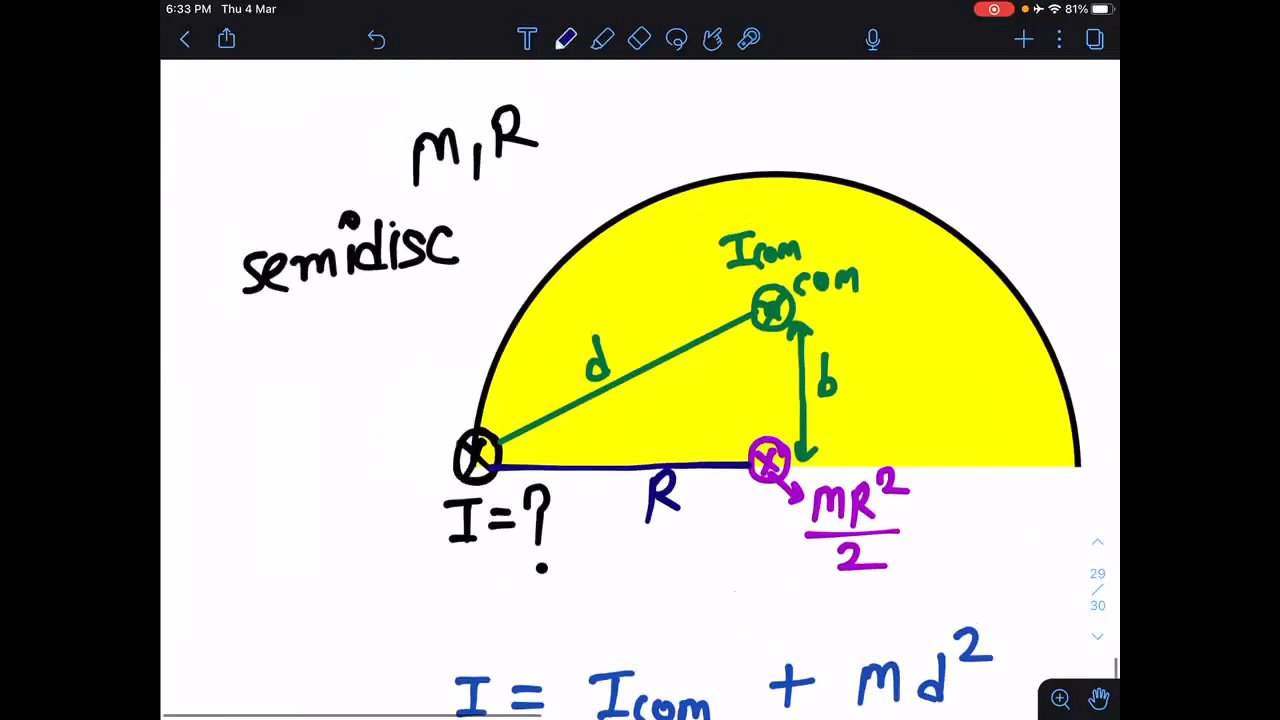 6:33 PM Thu 4 Mar
81%
T
M, R
semidisc
Icom
com
d
b
I = ?
R
MR²
2
29
/
30
I = Icom + Md²